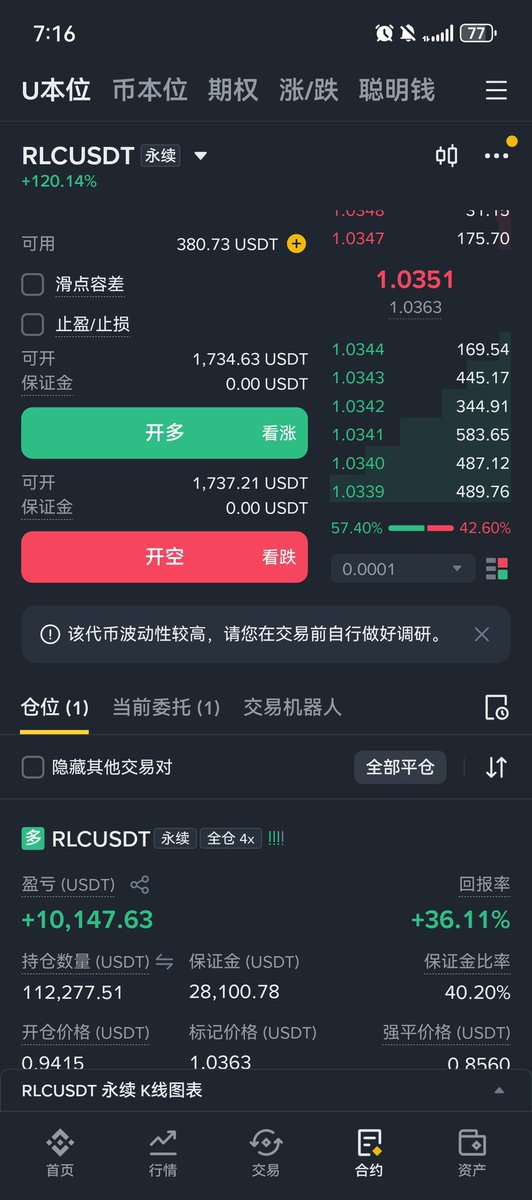 7:16 77
U本位 币本位 期权 涨/跌 聪明钱
RLCUSDT 永续
+120.14%
可用 380.73 USDT
滑点容差
止盈/止损
可开 1,734.63 USDT
保证金 0.00 USDT
开多 看涨
可开 1,737.21 USDT
保证金 0.00 USDT
开空 看跌
1.0348 31.15
1.0347 175.70
1.0351
1.0363
1.0344 169.54
1.0343 445.17
1.0342 344.91
1.0341 583.65
1.0340 487.12
1.0339 489.76
57.40% 42.60%
0.0001
该代币波动性较高，请您在交易前自行做好调研。
仓位 (1) 当前委托 (1) 交易机器人
隐藏其他交易对 全部平仓
多 RLCUSDT 永续 全仓 4x !!!!
盈亏 (USDT) 回报率
+10,147.63 +36.11%
持仓数量 (USDT) 保证金 (USDT) 保证金比率
112,277.51 28,100.78 40.20%
开仓价格 (USDT) 标记价格 (USDT) 强平价格 (USDT)
0.9415 1.0363 0.8560
RLCUSDT 永续 K线图表
首页 行情 交易 合约 资产